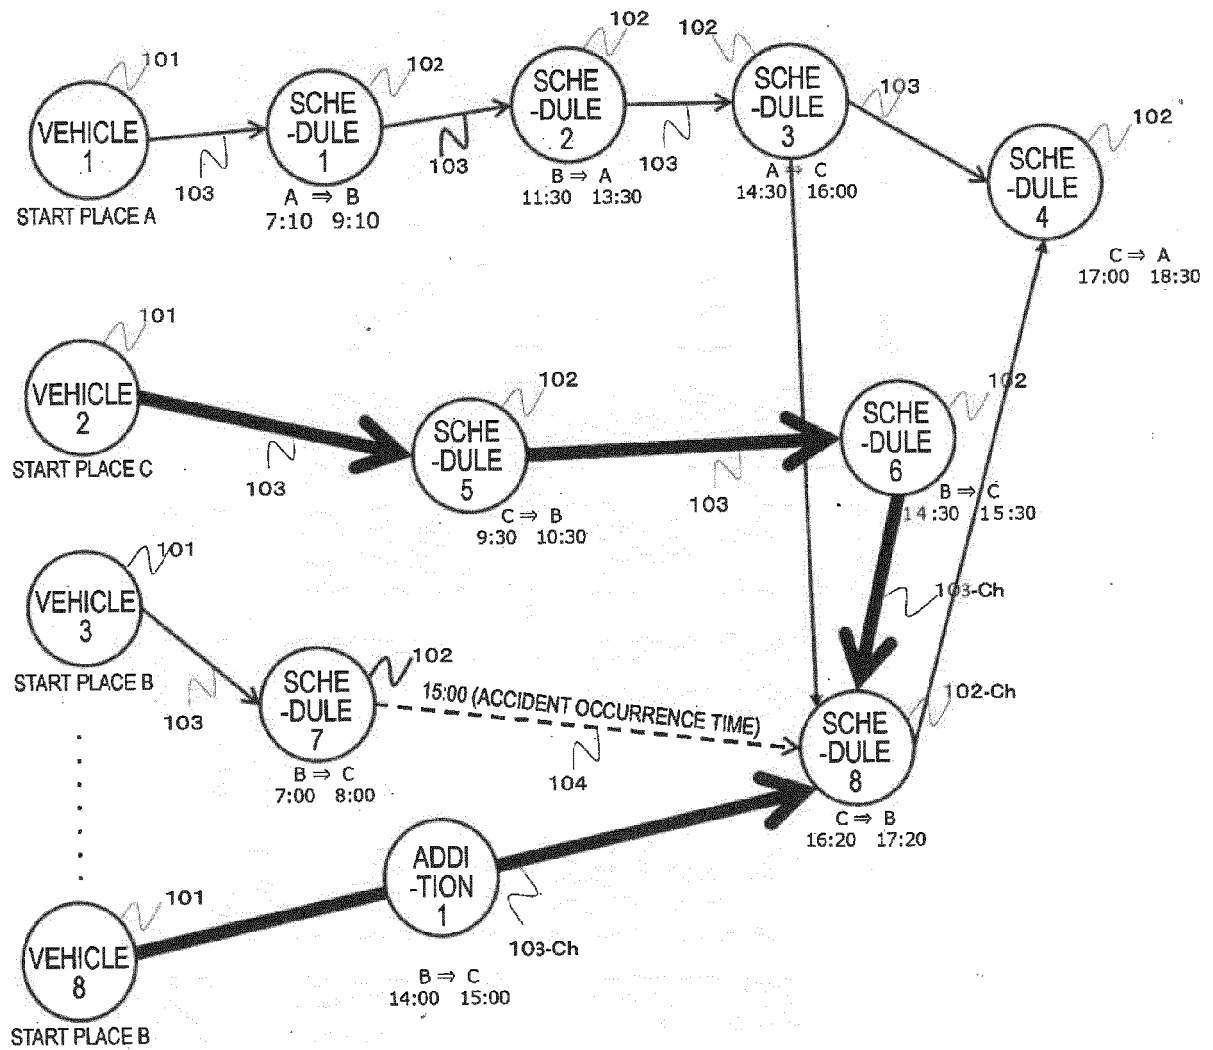 101
VEHICLE
1
START PLACE A
103
102
SCHE
-DULE
1
A ⇒ B
7:10 9:10
103
102
SCHE
-DULE
2
B ⇒ A
11:30 13:30
103
102
SCHE
-DULE
3
A ⇒ C
14:30 16:00
103
102
SCHE
-DULE
4
C ⇒ A
17:00 18:30
101
VEHICLE
2
START PLACE C
103
102
SCHE
-DULE
5
C ⇒ B
9:30 10:30
103
102
SCHE
-DULE
6
B ⇒ C
14:30 15:30
103-Ch
101
VEHICLE
3
START PLACE B
103
102
SCHE
-DULE
7
B ⇒ C
7:00 8:00
15:00 (ACCIDENT OCCURRENCE TIME)
104
102-Ch
SCHE
-DULE
8
C ⇒ B
16:20 17:20
101
VEHICLE
8
START PLACE B
ADDI
-TION
1
B ⇒ C
14:00 15:00
103-Ch